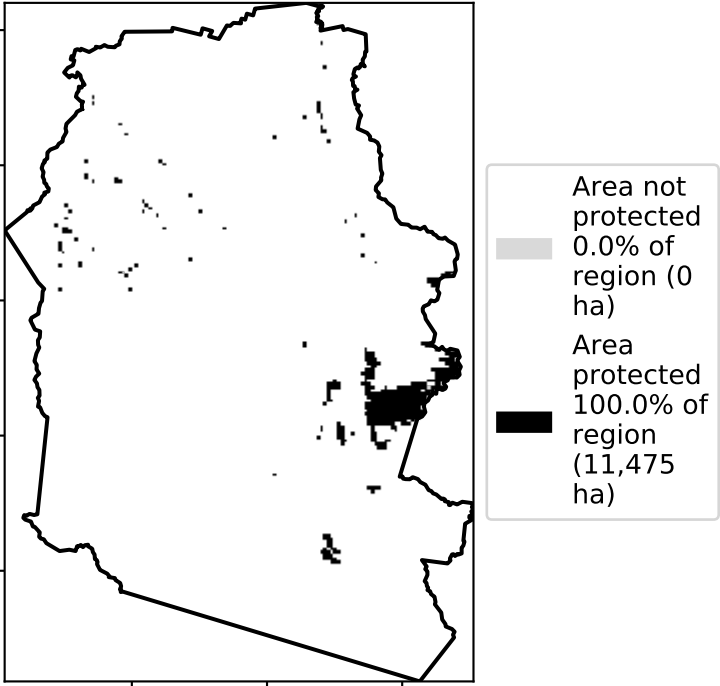 Area not
protected
0.0% of
region (0
ha)
Area
protected
100.0% of
region
(11,475
ha)